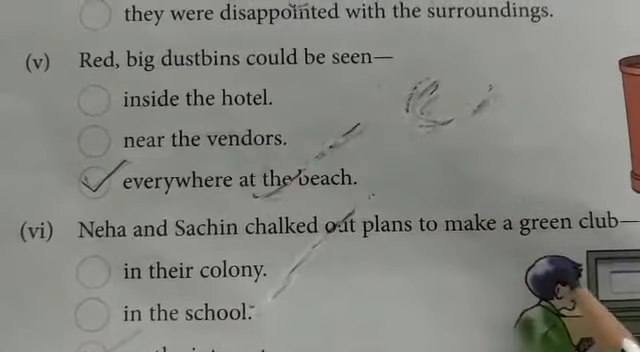 they were disappointed with the surroundings.
(v) Red, big dustbins could be seen—
inside the hotel.
near the vendors.
everywhere at the beach.
(vi) Neha and Sachin chalked out plans to make a green club—
in their colony.
in the school.